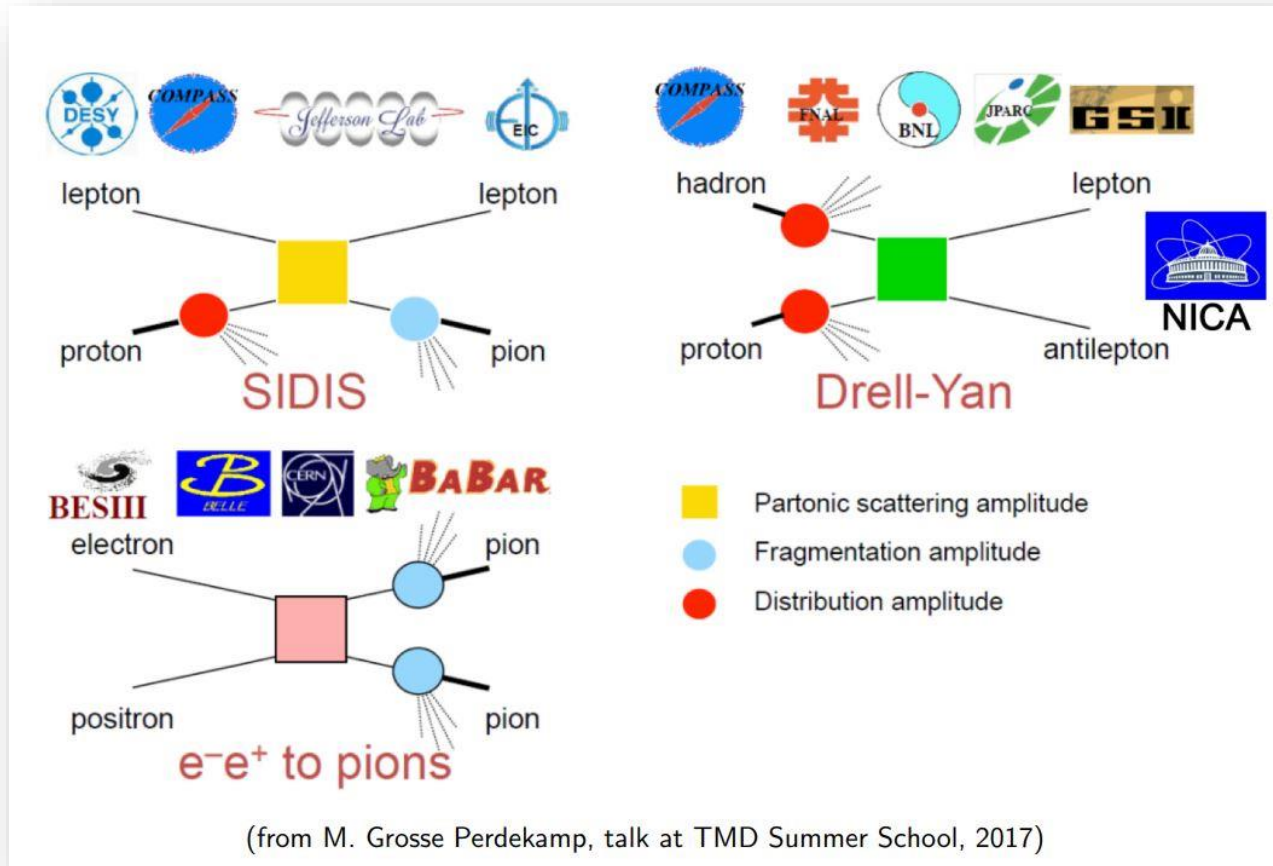 DESY
COMPASS
Jefferson Lab
EIC
lepton
lepton
proton
pion
SIDIS
COMPASS
FNAL
BNL
JPARC
GSI
hadron
lepton
NICA
proton
antilepton
Drell-Yan
BESIII
BELLE
CERN
BABAR
electron
pion
positron
pion
e⁻e⁺ to pions
Partonic scattering amplitude
Fragmentation amplitude
Distribution amplitude
(from M. Grosse Perdekamp, talk at TMD Summer School, 2017)